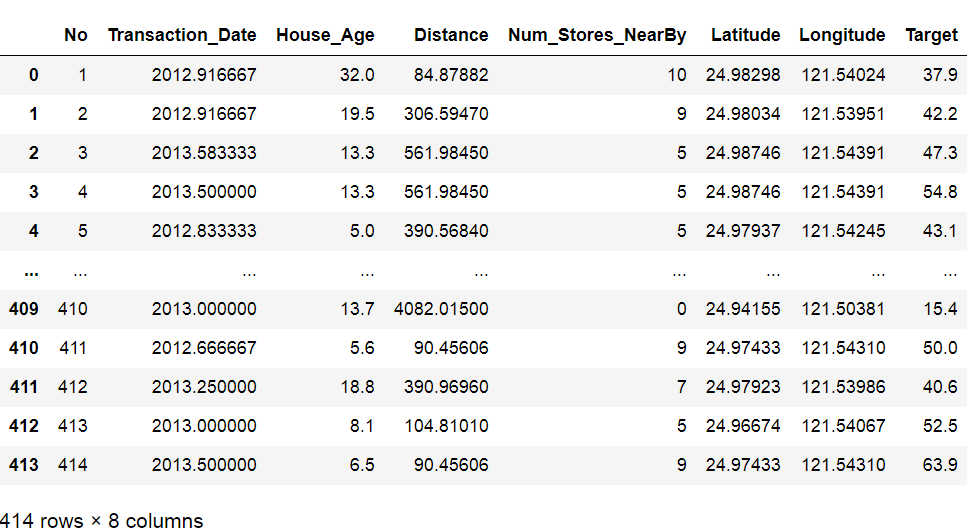 No Transaction_Date House_Age Distance Num_Stores_NearBy Latitude Longitude Target
0 1 2012.916667 32.0 84.87882 10 24.98298 121.54024 37.9
1 2 2012.916667 19.5 306.59470 9 24.98034 121.53951 42.2
2 3 2013.583333 13.3 561.98450 5 24.98746 121.54391 47.3
3 4 2013.500000 13.3 561.98450 5 24.98746 121.54391 54.8
4 5 2012.833333 5.0 390.56840 5 24.97937 121.54245 43.1
... ... ... ... ... ... ... ... ...
409 410 2013.000000 13.7 4082.01500 0 24.94155 121.50381 15.4
410 411 2012.666667 5.6 90.45606 9 24.97433 121.54310 50.0
411 412 2013.250000 18.8 390.96960 7 24.97923 121.53986 40.6
412 413 2013.000000 8.1 104.81010 5 24.96674 121.54067 52.5
413 414 2013.500000 6.5 90.45606 9 24.97433 121.54310 63.9
414 rows × 8 columns